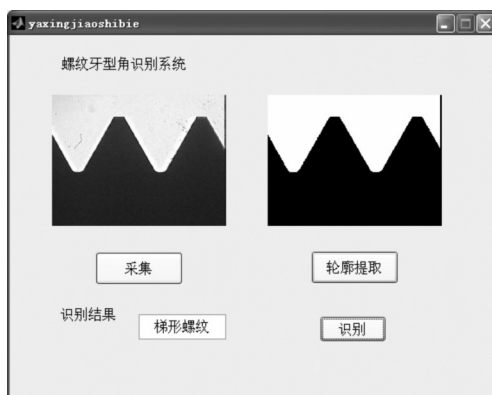 yaxingjiaoshibie
螺纹牙型角识别系统
采集
轮廓提取
识别结果
梯形螺纹
识别